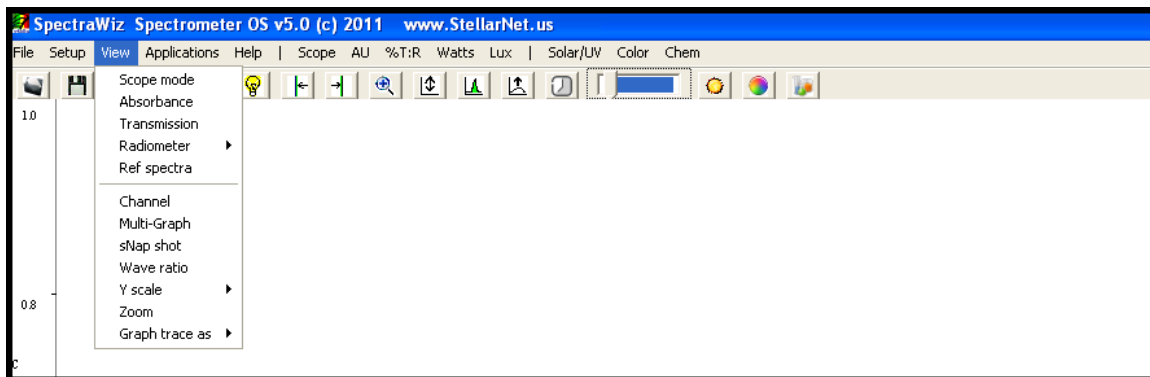 SpectraWiz Spectrometer OS v5.0 (c) 2011 www.StellarNet.us
File Setup View Applications Help | Scope AU %T:R Watts Lux | Solar/UV Color Chem
Scope mode
Absorbance
Transmission
Radiometer
Ref spectra
Channel
Multi-Graph
sNap shot
Wave ratio
Y scale
Zoom
Graph trace as
1.0
0.8